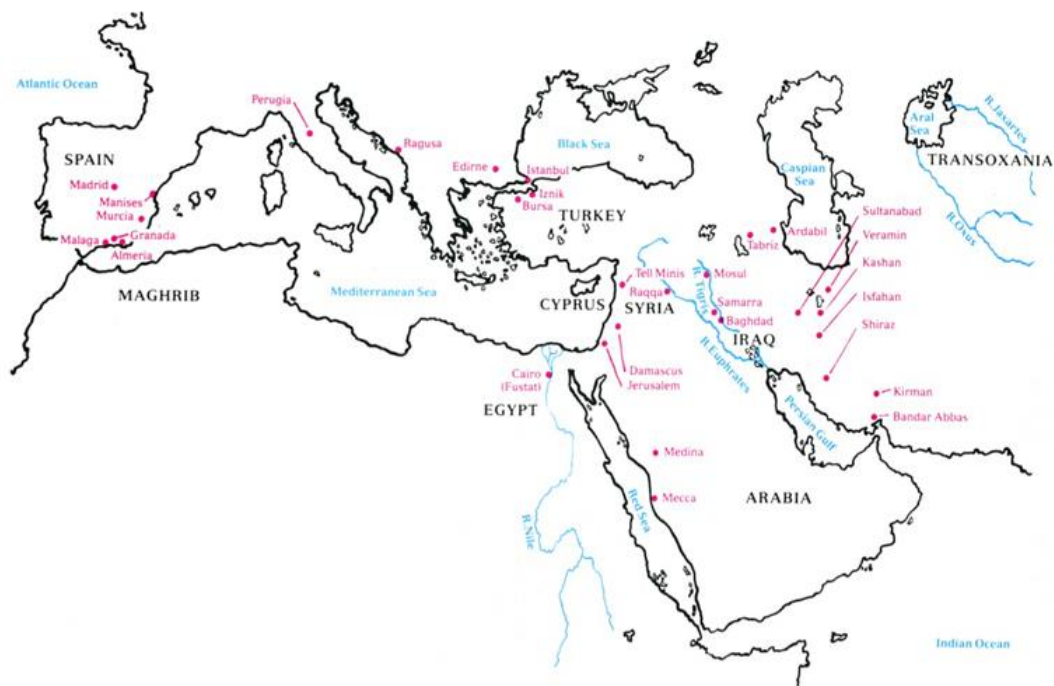 Atlantic Ocean
Perugia
Ragusa
Black Sea
Aral
Sea
R.Jaxartes
TRANSOXANIA
SPAIN
Madrid
Manises
Murcia
Malaga
Granada
Almeria
Edirne
Istanbul
Iznik
Bursa
TURKEY
Caspian
Sea
R.Oxus
Sultanabad
Ardabil
Tabriz
Veramin
Kashan
Isfahan
Shiraz
MAGHRIB
Mediterranean Sea
CYPRUS
Tell Minis
Raqqa
SYRIA
Mosul
R.Tigris
Samarra
Baghdad
IRAQ
R.Euphrates
Damascus
Jerusalem
Cairo
(Fustat)
EGYPT
Kirman
Bandar Abbas
Persian Gulf
Medina
Mecca
ARABIA
Red Sea
R.Nile
Indian Ocean